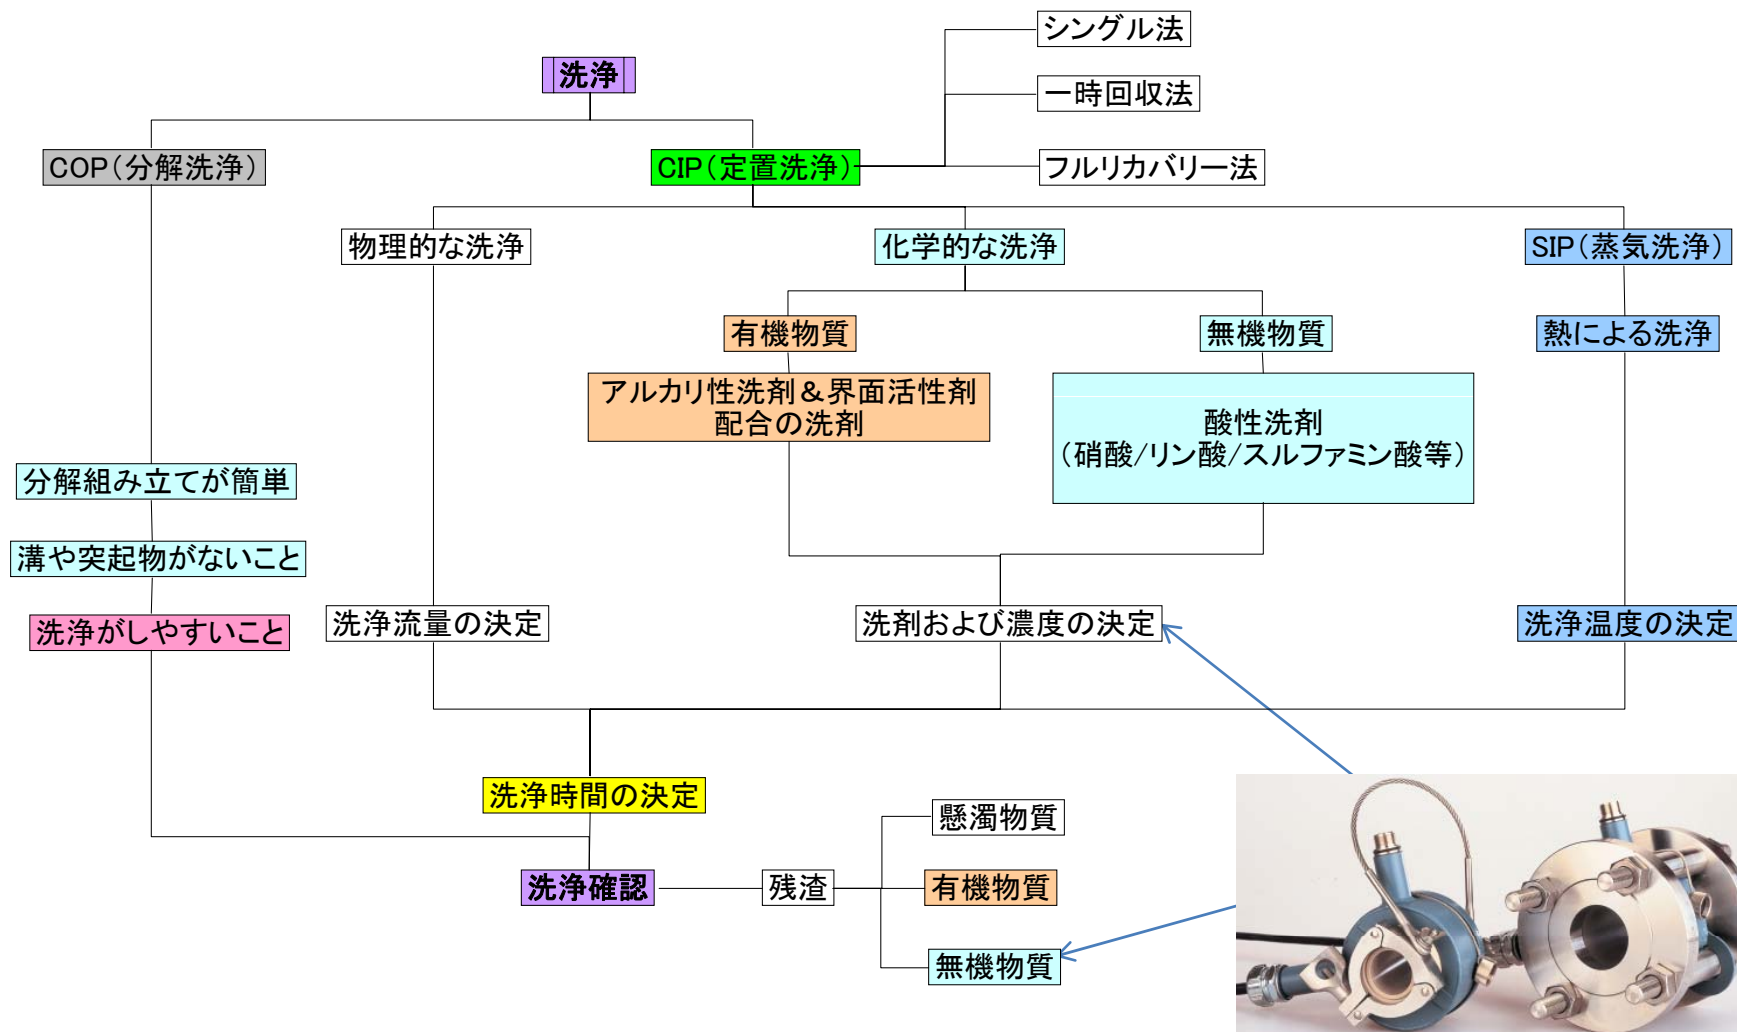 シングル法
洗浄
一時回収法
COP(分解洗浄)
CIP(定置洗浄)
フルリカバリー法
物理的な洗浄
化学的な洗浄
SIP(蒸気洗浄)
有機物質
無機物質
熱による洗浄
アルカリ性洗剤&界面活性剤
配合の洗剤
酸性洗剤
(硝酸/リン酸/スルファミン酸等)
分解組み立てが簡単
溝や突起物がないこと
洗浄がしやすいこと
洗浄流量の決定
洗剤および濃度の決定
洗浄温度の決定
洗浄時間の決定
懸濁物質
洗浄確認
残渣
有機物質
無機物質